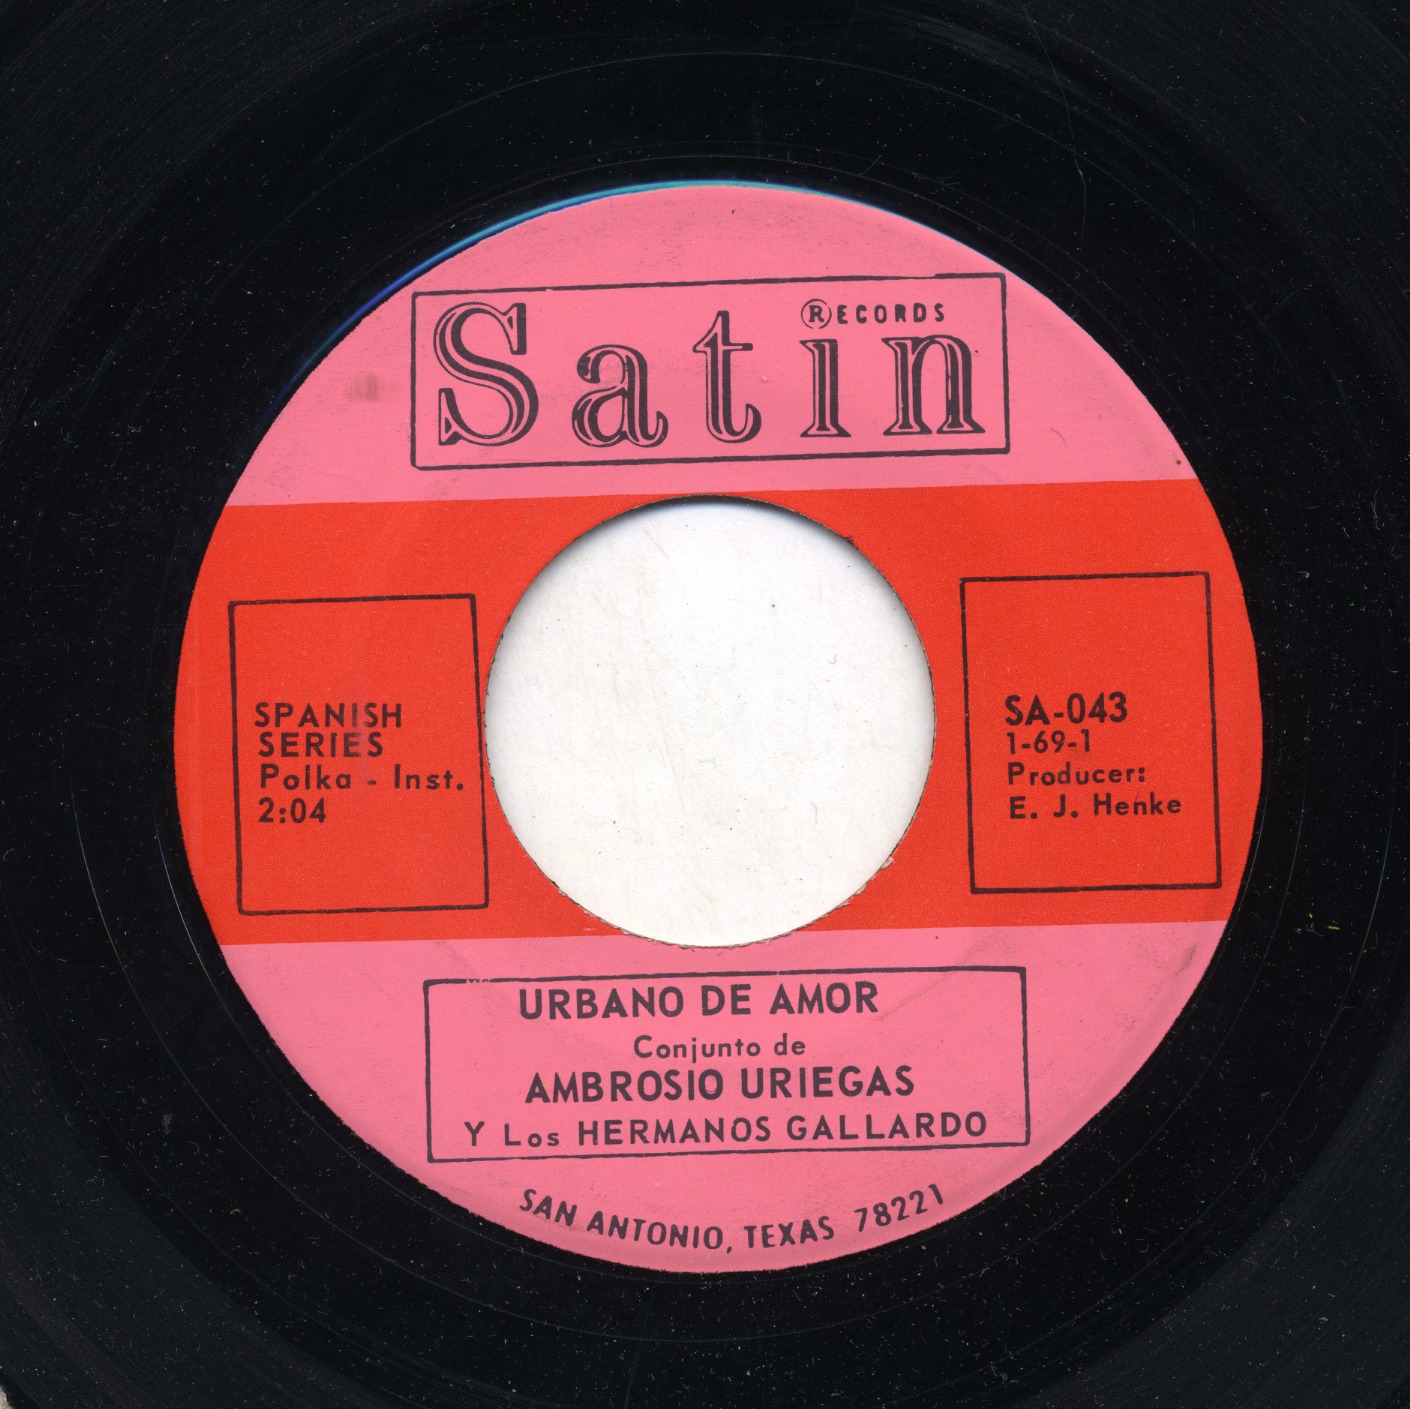 Satin
RECORDS
SPANISH
SERIES
Polka - Inst.
2:04
SA-043
1-69-1
Producer:
E. J. Henke
URBANO DE AMOR
Conjunto de
AMBROSIO URIEGAS
Y Los HERMANOS GALLARDO
SAN ANTONIO, TEXAS 78221